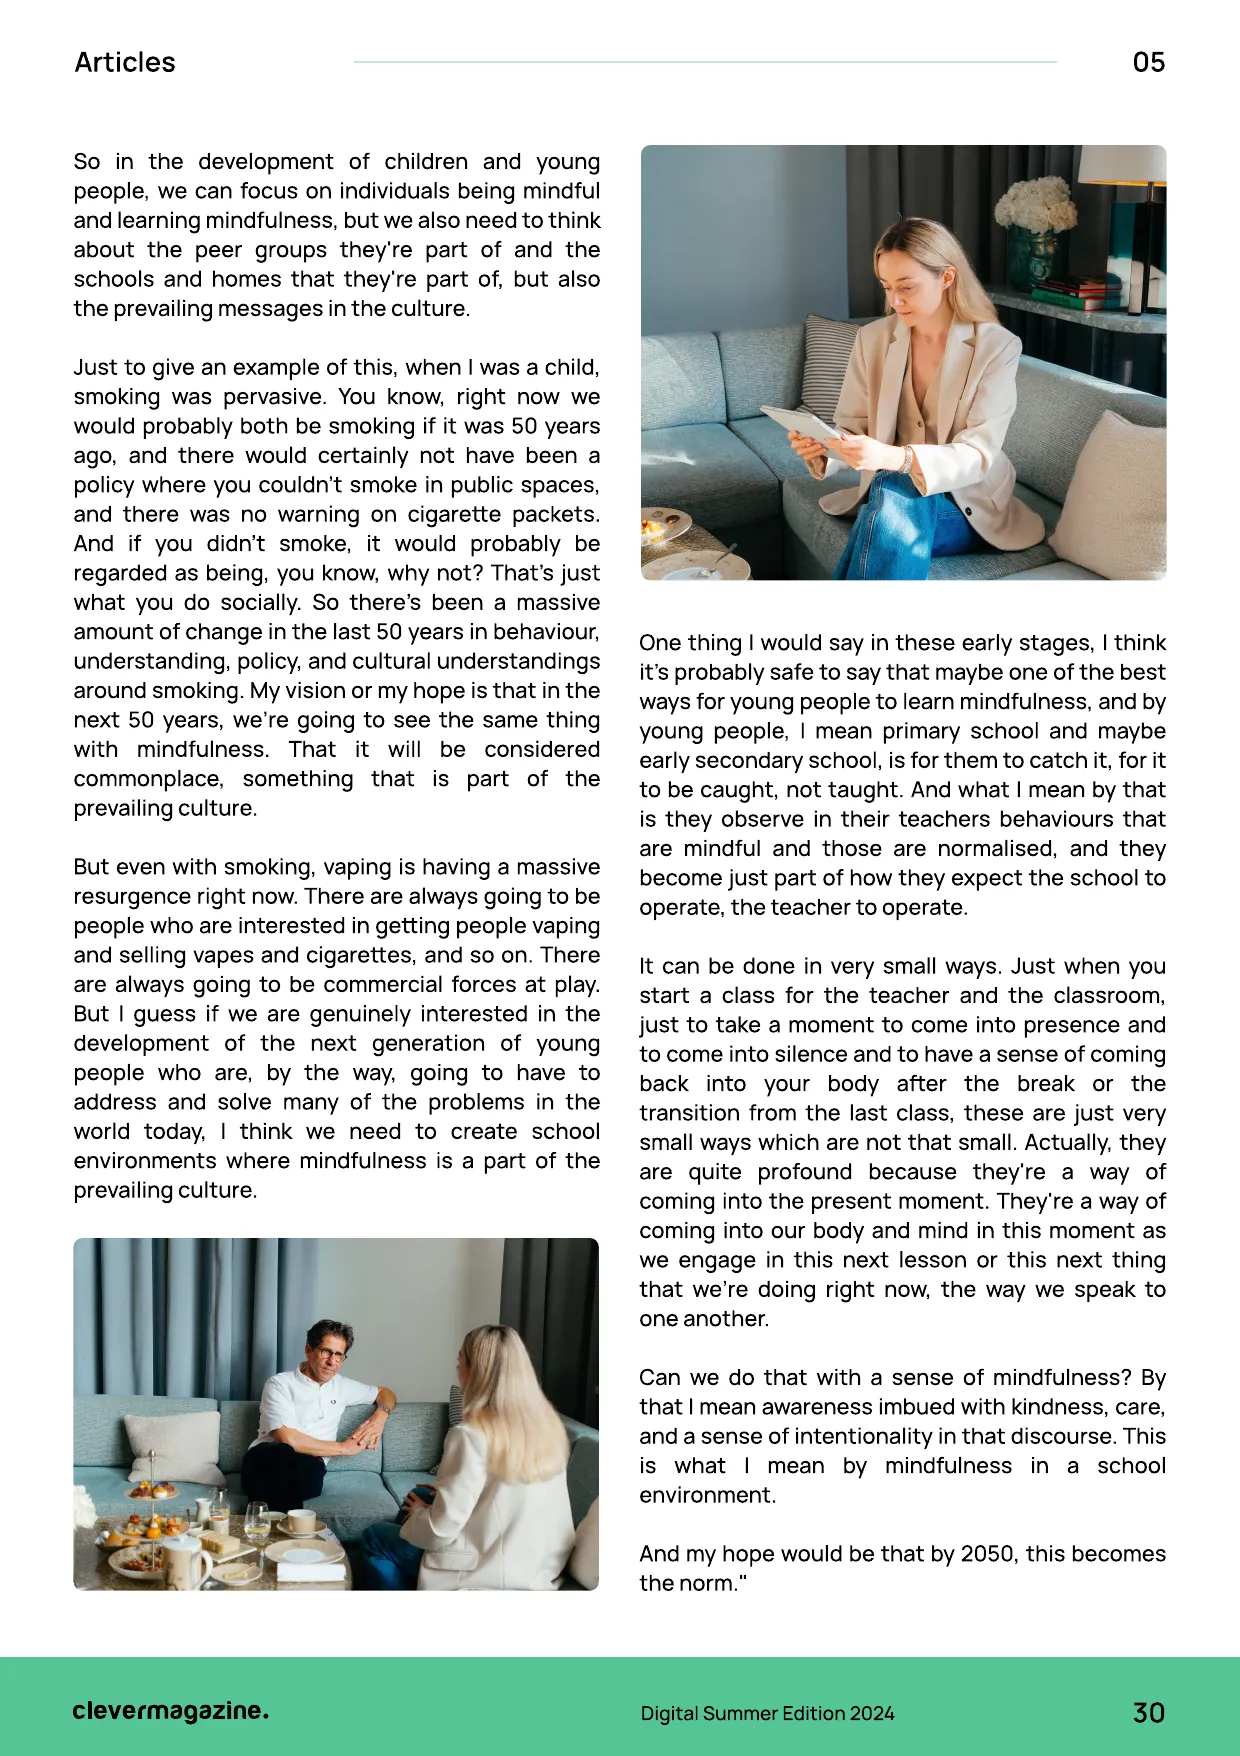 Articles
05
So in the development of children and young
people, we can focus on individuals being mindful
and learning mindfulness, but we also need to think
about the peer groups they're part of and the
schools and homes that they're part of, but also
the prevailing messages in the culture.
Just to give an example of this, when I was a child,
smoking was pervasive. You know, right now we
would probably both be smoking if it was 50 years
ago, and there would certainly not have been a
policy where you couldn't smoke in public spaces,
and there was no warning on cigarette packets.
And if you didn't smoke, it would probably be
regarded as being, you know, why not? That's just
what you do socially. So there's been a massive
amount of change in the last 50 years in behaviour,
understanding, policy, and cultural understandings
around smoking. My vision or my hope is that in the
next 50 years, we're going to see the same thing
with mindfulness. That it will be considered
commonplace, something that is part of the
prevailing culture.
But even with smoking, vaping is having a massive
resurgence right now. There are always going to be
people who are interested in getting people vaping
and selling vapes and cigarettes, and so on. There
are always going to be commercial forces at play.
But I guess if we are genuinely interested in the
development of the next generation of young
people who are, by the way, going to have to
address and solve many of the problems in the
world today, I think we need to create school
environments where mindfulness is a part of the
prevailing culture.
One thing I would say in these early stages, I think
it's probably safe to say that maybe one of the best
ways for young people to learn mindfulness, and by
young people, I mean primary school and maybe
early secondary school, is for them to catch it, for it
to be caught, not taught. And what I mean by that
is they observe in their teachers behaviours that
are mindful and those are normalised, and they
become just part of how they expect the school to
operate, the teacher to operate.
It can be done in very small ways. Just when you
start a class for the teacher and the classroom,
just to take a moment to come into presence and
to come into silence and to have a sense of coming
back into your body after the break or the
transition from the last class, these are just very
small ways which are not that small. Actually, they
are quite profound because they're a way of
coming into the present moment. They're a way of
coming into our body and mind in this moment as
we engage in this next lesson or this next thing
that we're doing right now, the way we speak to
one another.
Can we do that with a sense of mindfulness? By
that I mean awareness imbued with kindness, care,
and a sense of intentionality in that discourse. This
is what I mean by mindfulness in a school
environment.
And my hope would be that by 2050, this becomes
the norm."
clevermagazine.
Digital Summer Edition 2024
30